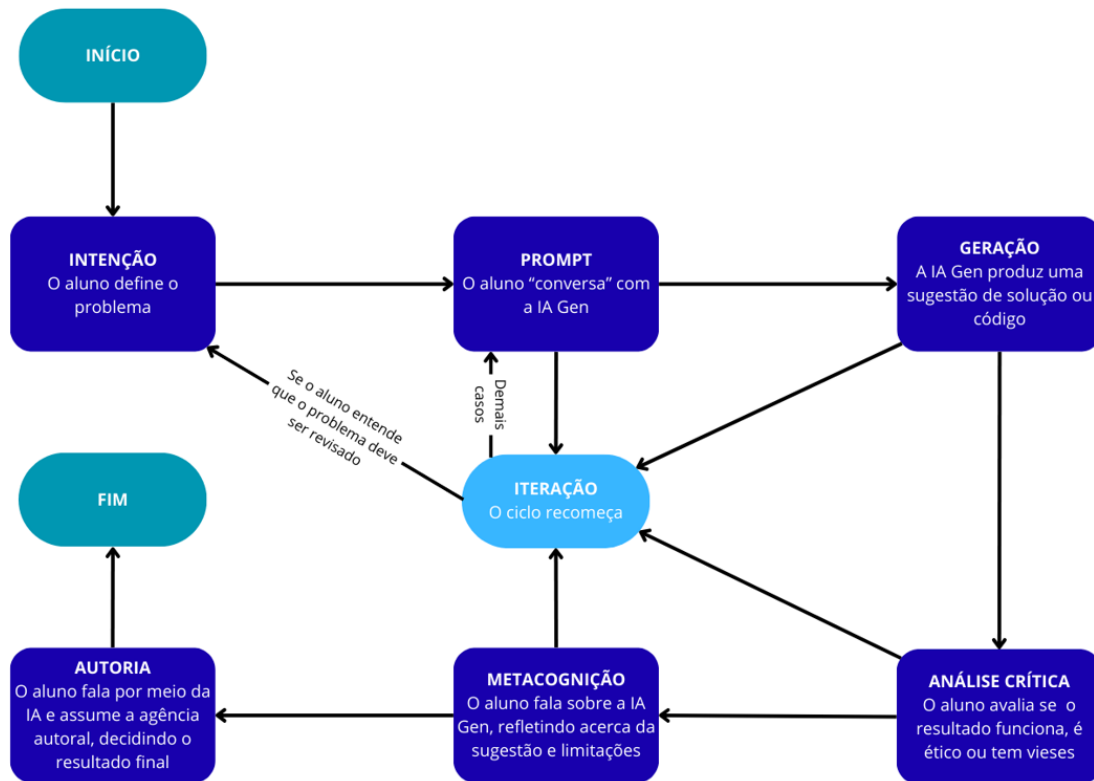 INÍCIO
INTENÇÃO
O aluno define o
problema
PROMPT
O aluno “conversa” com
a IA Gen
GERAÇÃO
A IA Gen produz uma
sugestão de solução ou
código
Se o aluno entende
que o problema deve
ser revisado
Demais
casos
ITERAÇÃO
O ciclo recomeça
FIM
AUTORIA
O aluno fala por meio da
IA e assume a agência
autoral, decidindo o
resultado final
METACOGNIÇÃO
O aluno fala sobre a IA
Gen, refletindo acerca da
sugestão e limitações
ANÁLISE CRÍTICA
O aluno avalia se o
resultado funciona, é
ético ou tem vieses